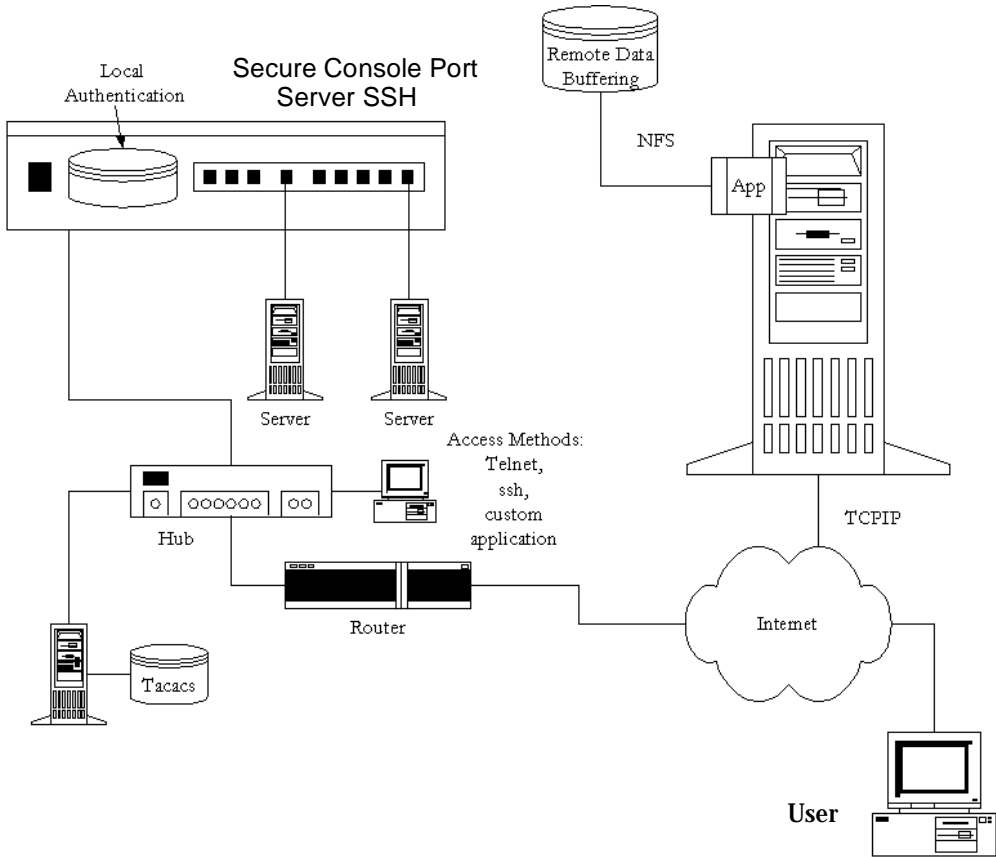 Local
Authentication
Secure Console Port
Server SSH
Remote Data
Buffering
NFS
App
Server
Server
Access Methods:
Telnet,
ssh,
custom
application
Hub
TCPIP
Router
Internet
Tacacs
User